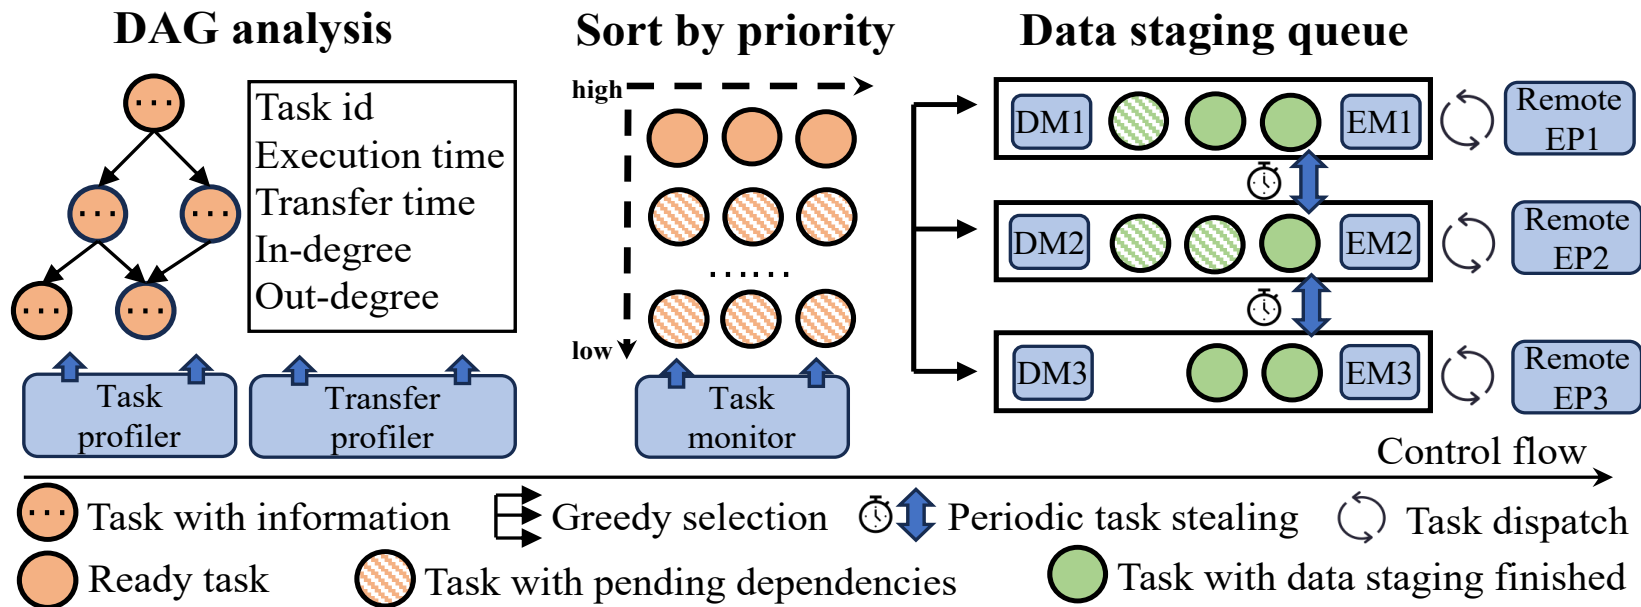 DAG analysis
Sort by priority
Data staging queue
...
... ...
... ...
Task id
Execution time
Transfer time
In-degree
Out-degree
Task
profiler
Transfer
profiler
high
......
low
Task
monitor
DM1
EM1
Remote
EP1
DM2
EM2
Remote
EP2
DM3
EM3
Remote
EP3
Control flow
... Task with information
Greedy selection
Periodic task stealing
Task dispatch
Ready task
Task with pending dependencies
Task with data staging finished